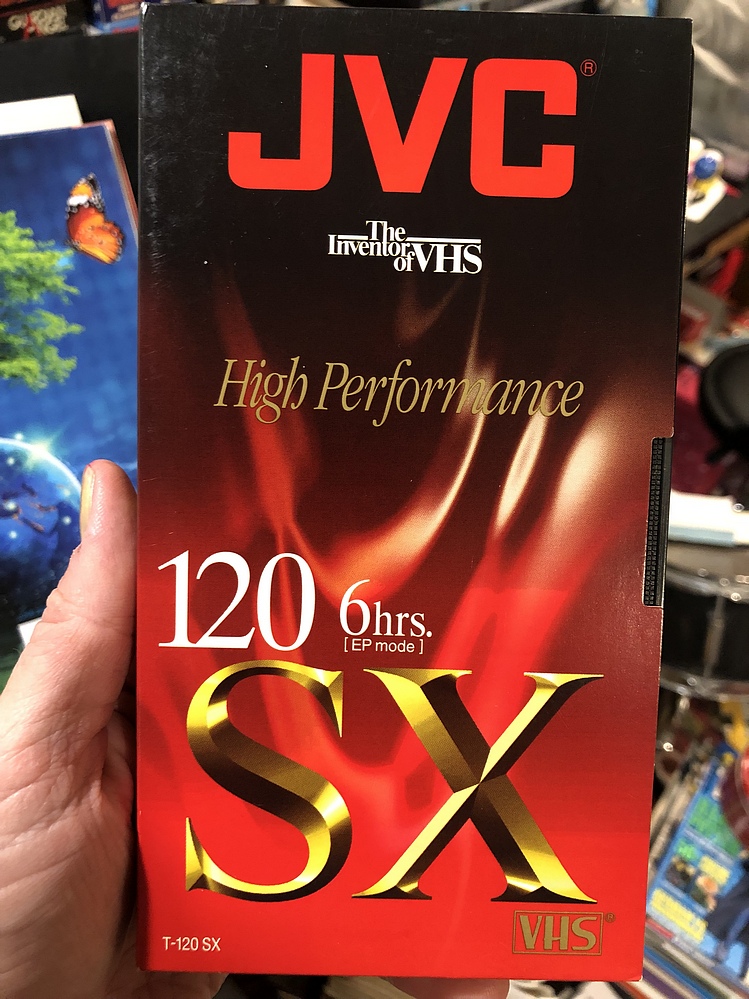 JVC®
The
Inventor
of VHS
High Performance
120 6hrs.
[ EP mode ]
SX
VHS®
T-120 SX